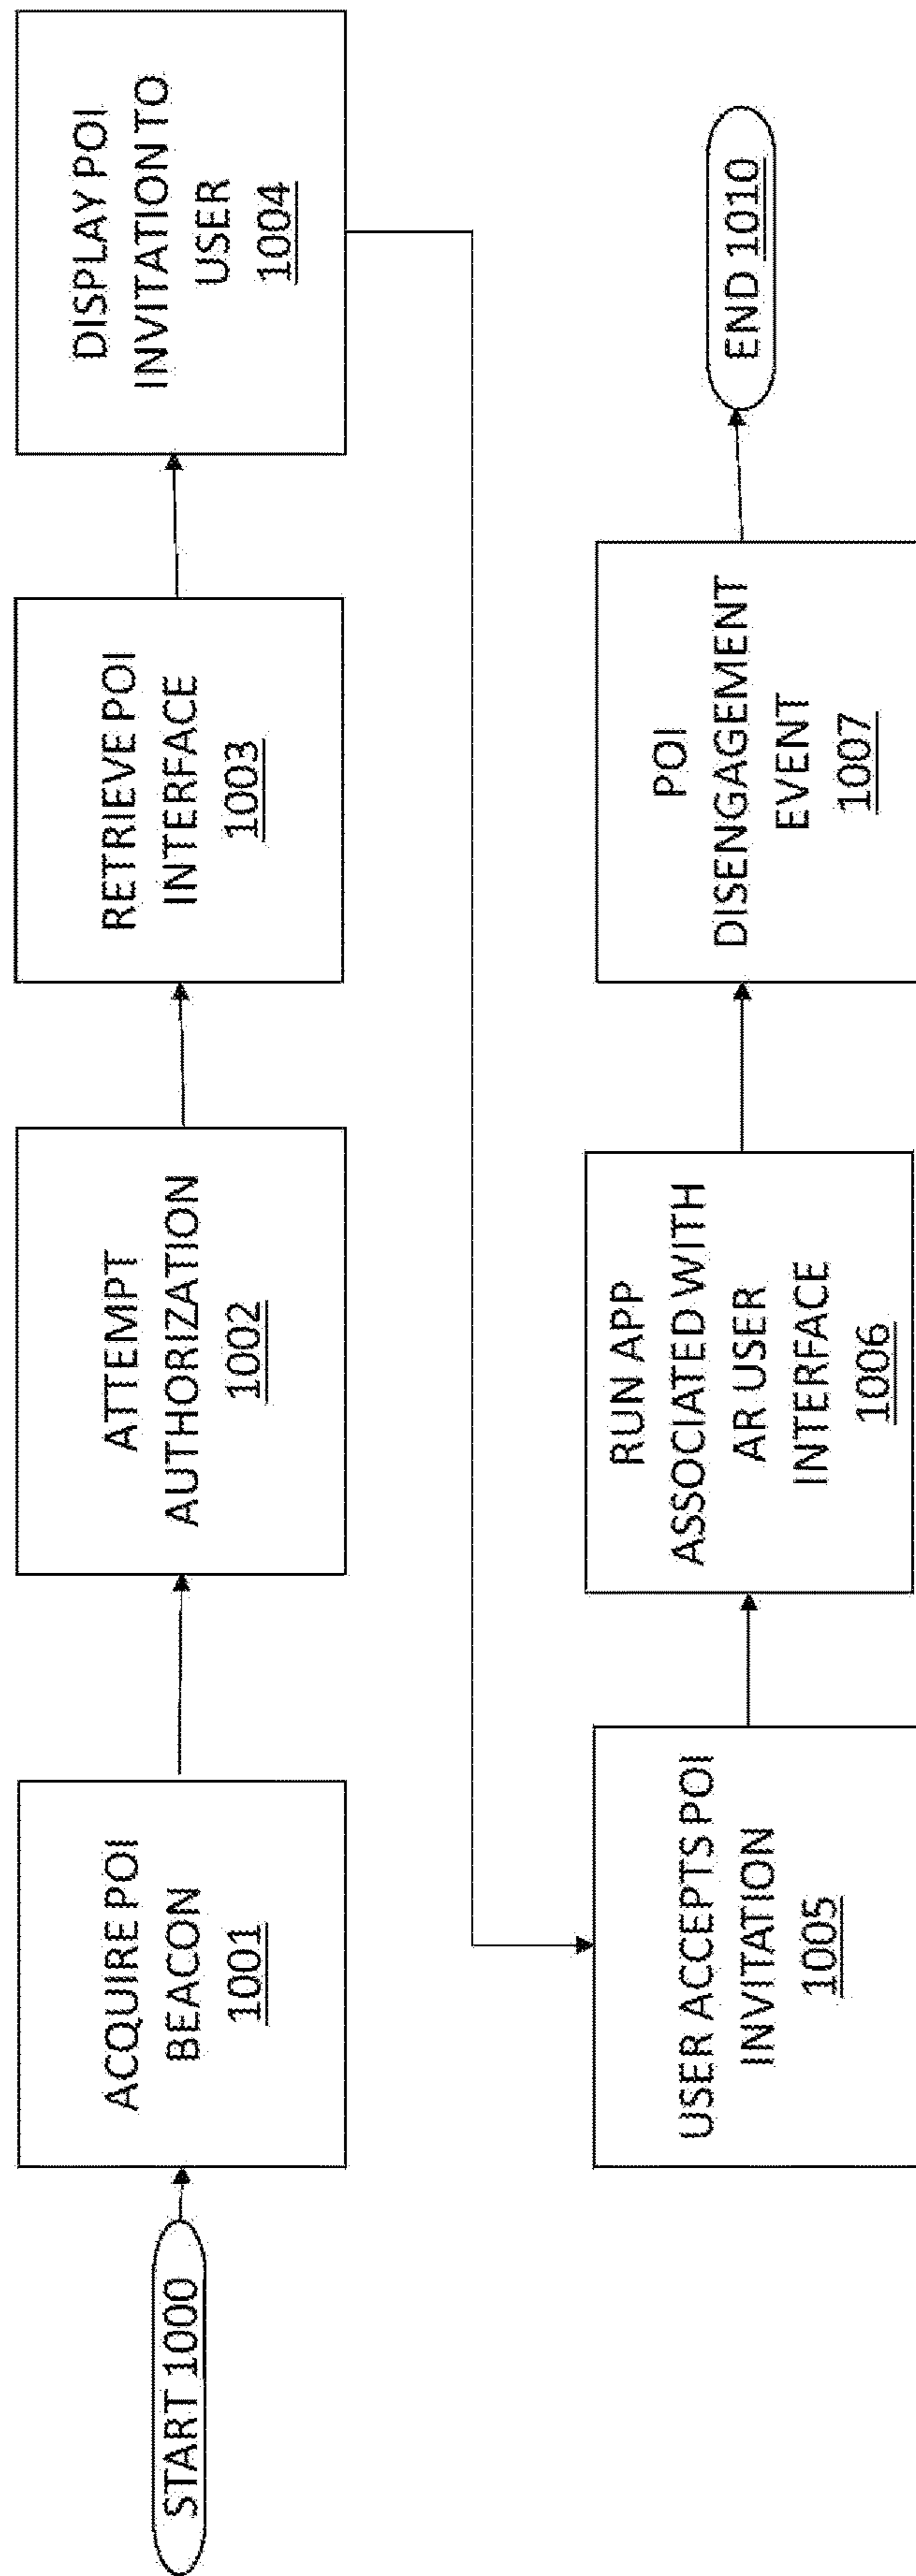 START 1000
ACQUIRE POI
BEACON
1001
ATTEMPT
AUTHORIZATION
1002
RETRIEVE POI
INTERFACE
1003
DISPLAY POI
INVITATION TO
USER
1004
USER ACCEPTS POI
INVITATION
1005
RUN APP
ASSOCIATED WITH
AR USER
INTERFACE
1006
POI
DISENGAGEMENT
EVENT
1007
END 1010